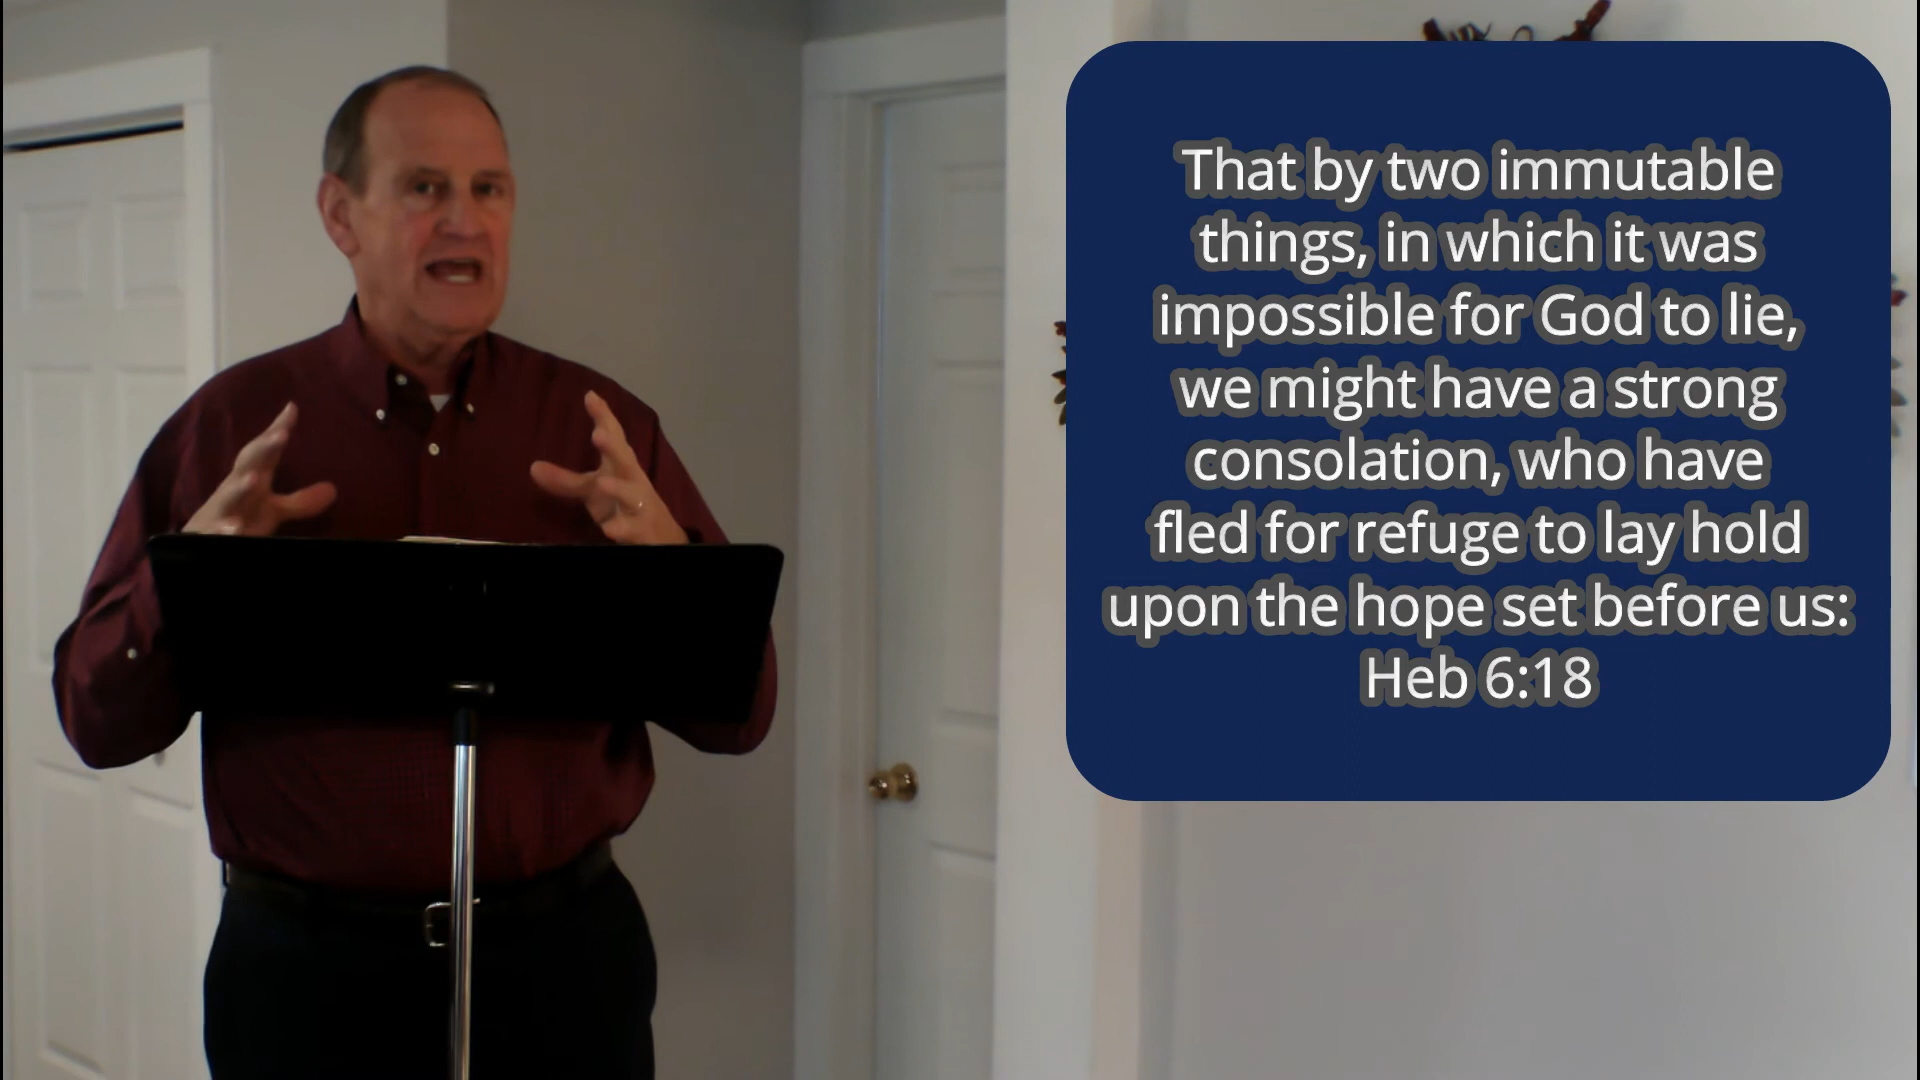 That by two immutable
things, in which it was
impossible for God to lie,
we might have a strong
consolation, who have
fled for refuge to lay hold
upon the hope set before us:
Heb 6:18